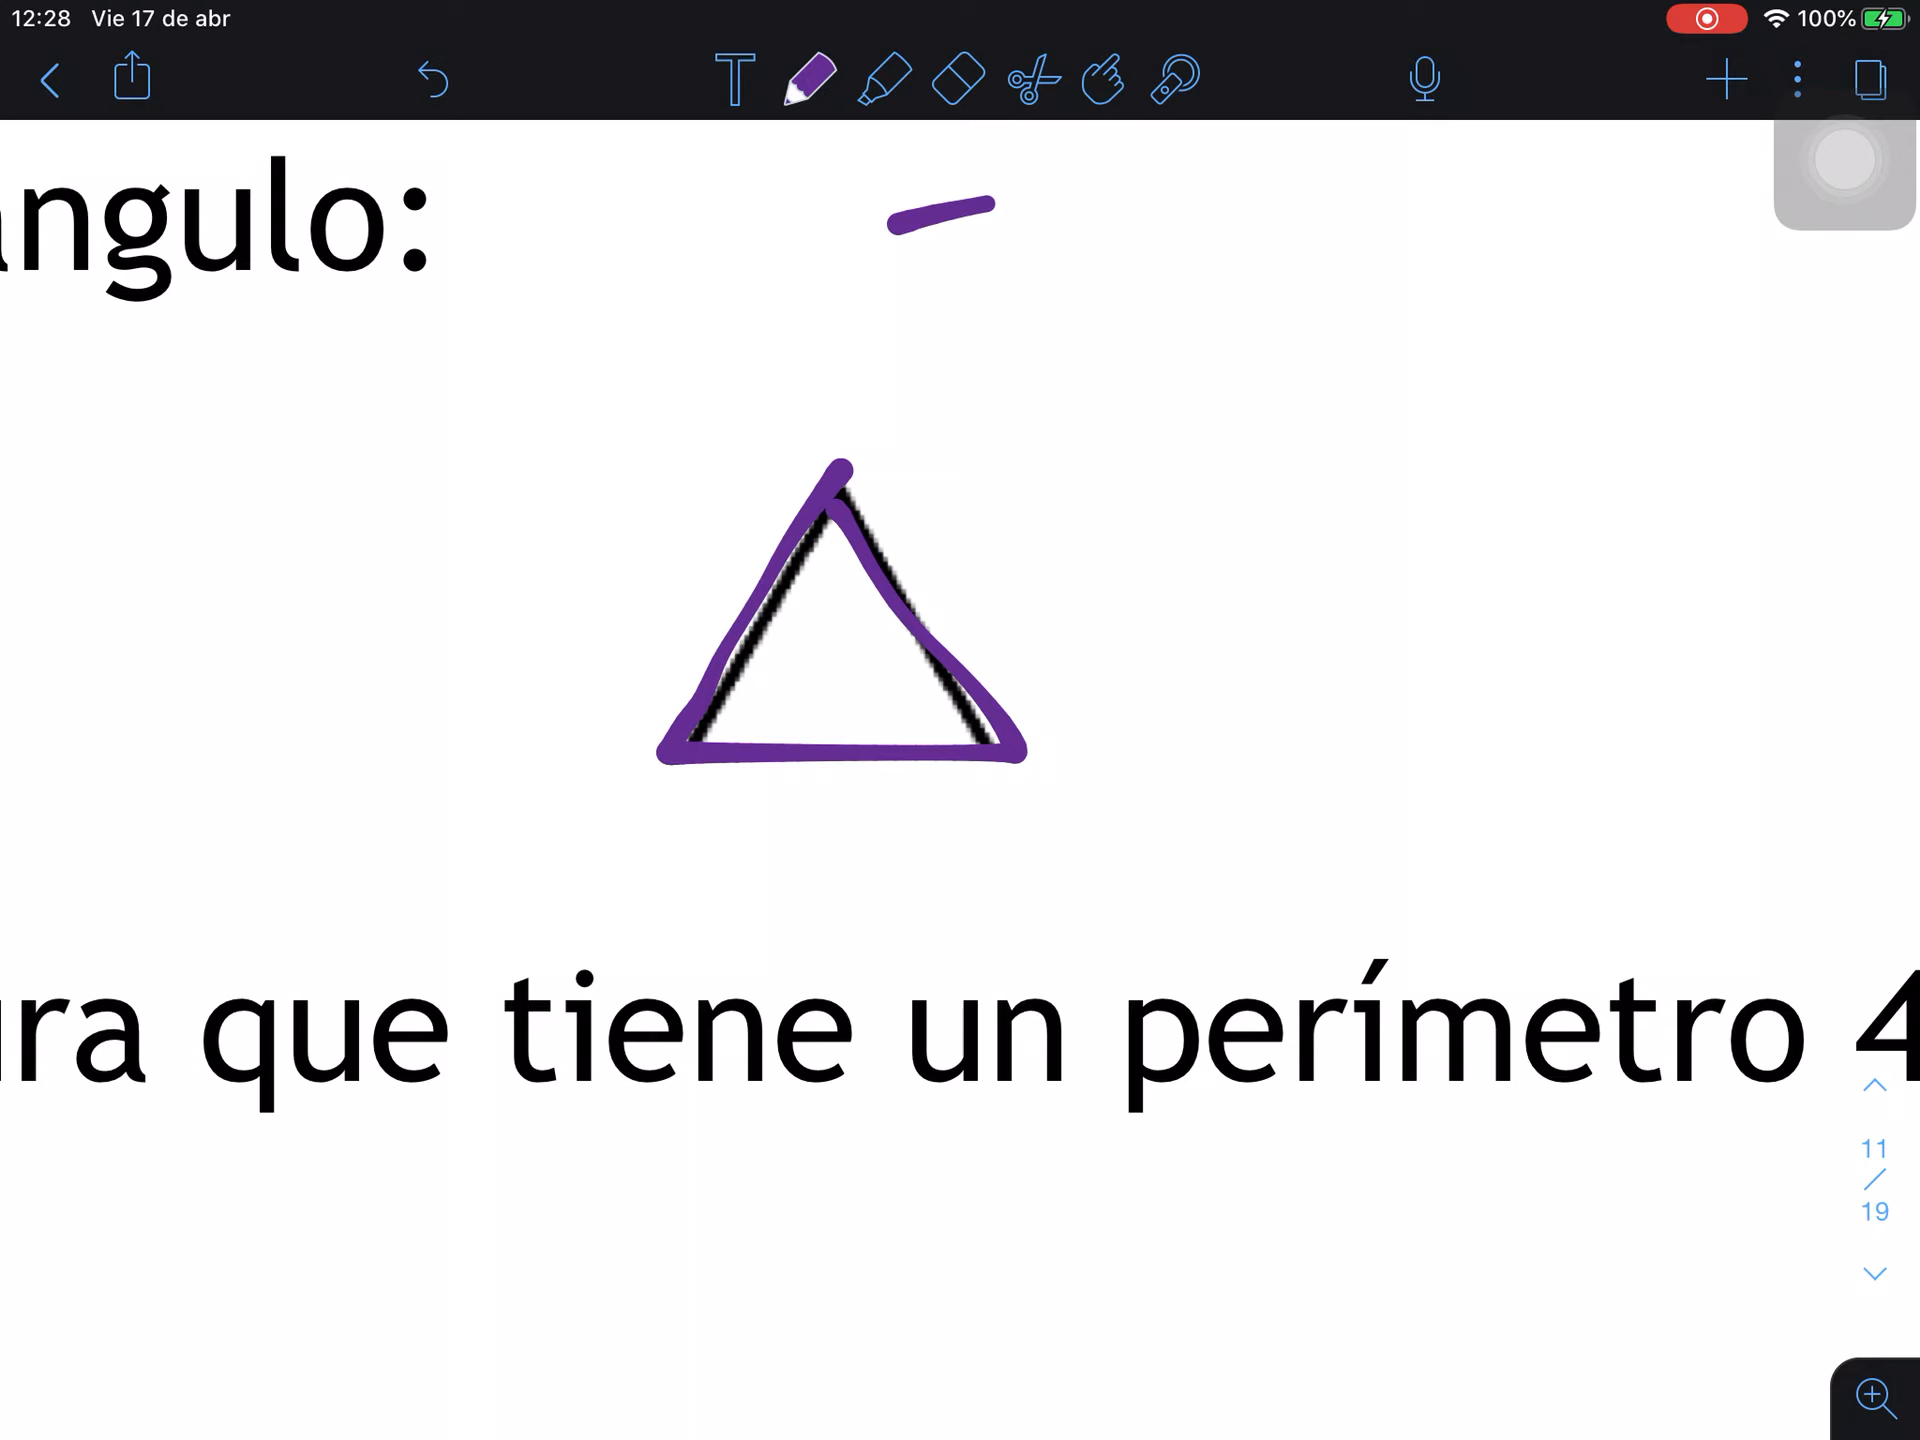 12:28 Vie 17 de abr 100%
ngulo:
ra que tiene un perímetro 4
11
/
19